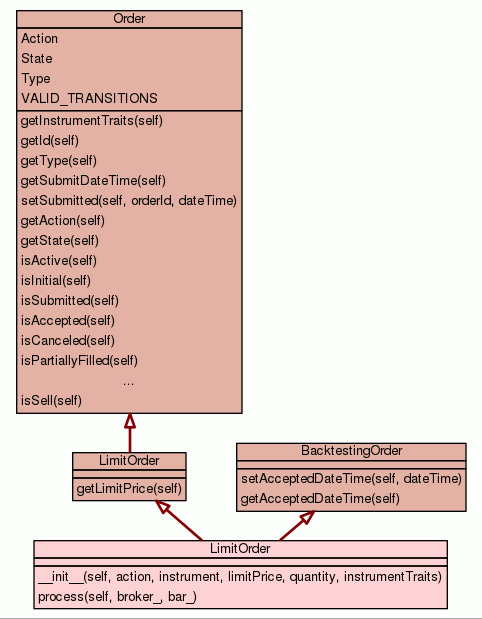 Order
Action
State
Type
VALID_TRANSITIONS
getInstrumentTraits(self)
getId(self)
getType(self)
getSubmitDateTime(self)
setSubmitted(self, orderId, dateTime)
getAction(self)
getState(self)
isActive(self)
isInitial(self)
isSubmitted(self)
isAccepted(self)
isCanceled(self)
isPartiallyFilled(self)
...
isSell(self)
LimitOrder
getLimitPrice(self)
BacktestingOrder
setAcceptedDateTime(self, dateTime)
getAcceptedDateTime(self)
LimitOrder
__init__(self, action, instrument, limitPrice, quantity, instrumentTraits)
process(self, broker_, bar_)